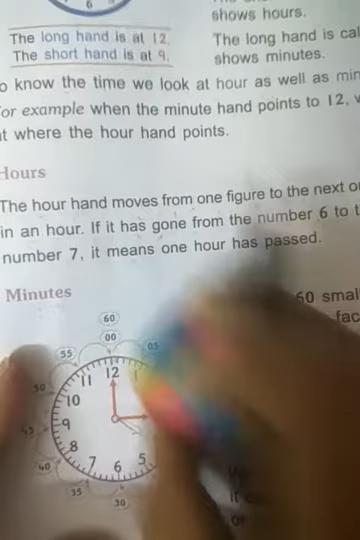 6
shows hours.
The long hand is at 12.
The short hand is at 9.
The long hand is cal
shows minutes.
o know the time we look at hour as well as min
or example when the minute hand points to 12,
t where the hour hand points.
Hours
The hour hand moves from one figure to the next o
in an hour. If it has gone from the number 6 to t
number 7, it means one hour has passed.
Minutes
60 smal
fac
60
00
05
55
50
45
40
35
30
11 12 1
10
9
8
7 6 5